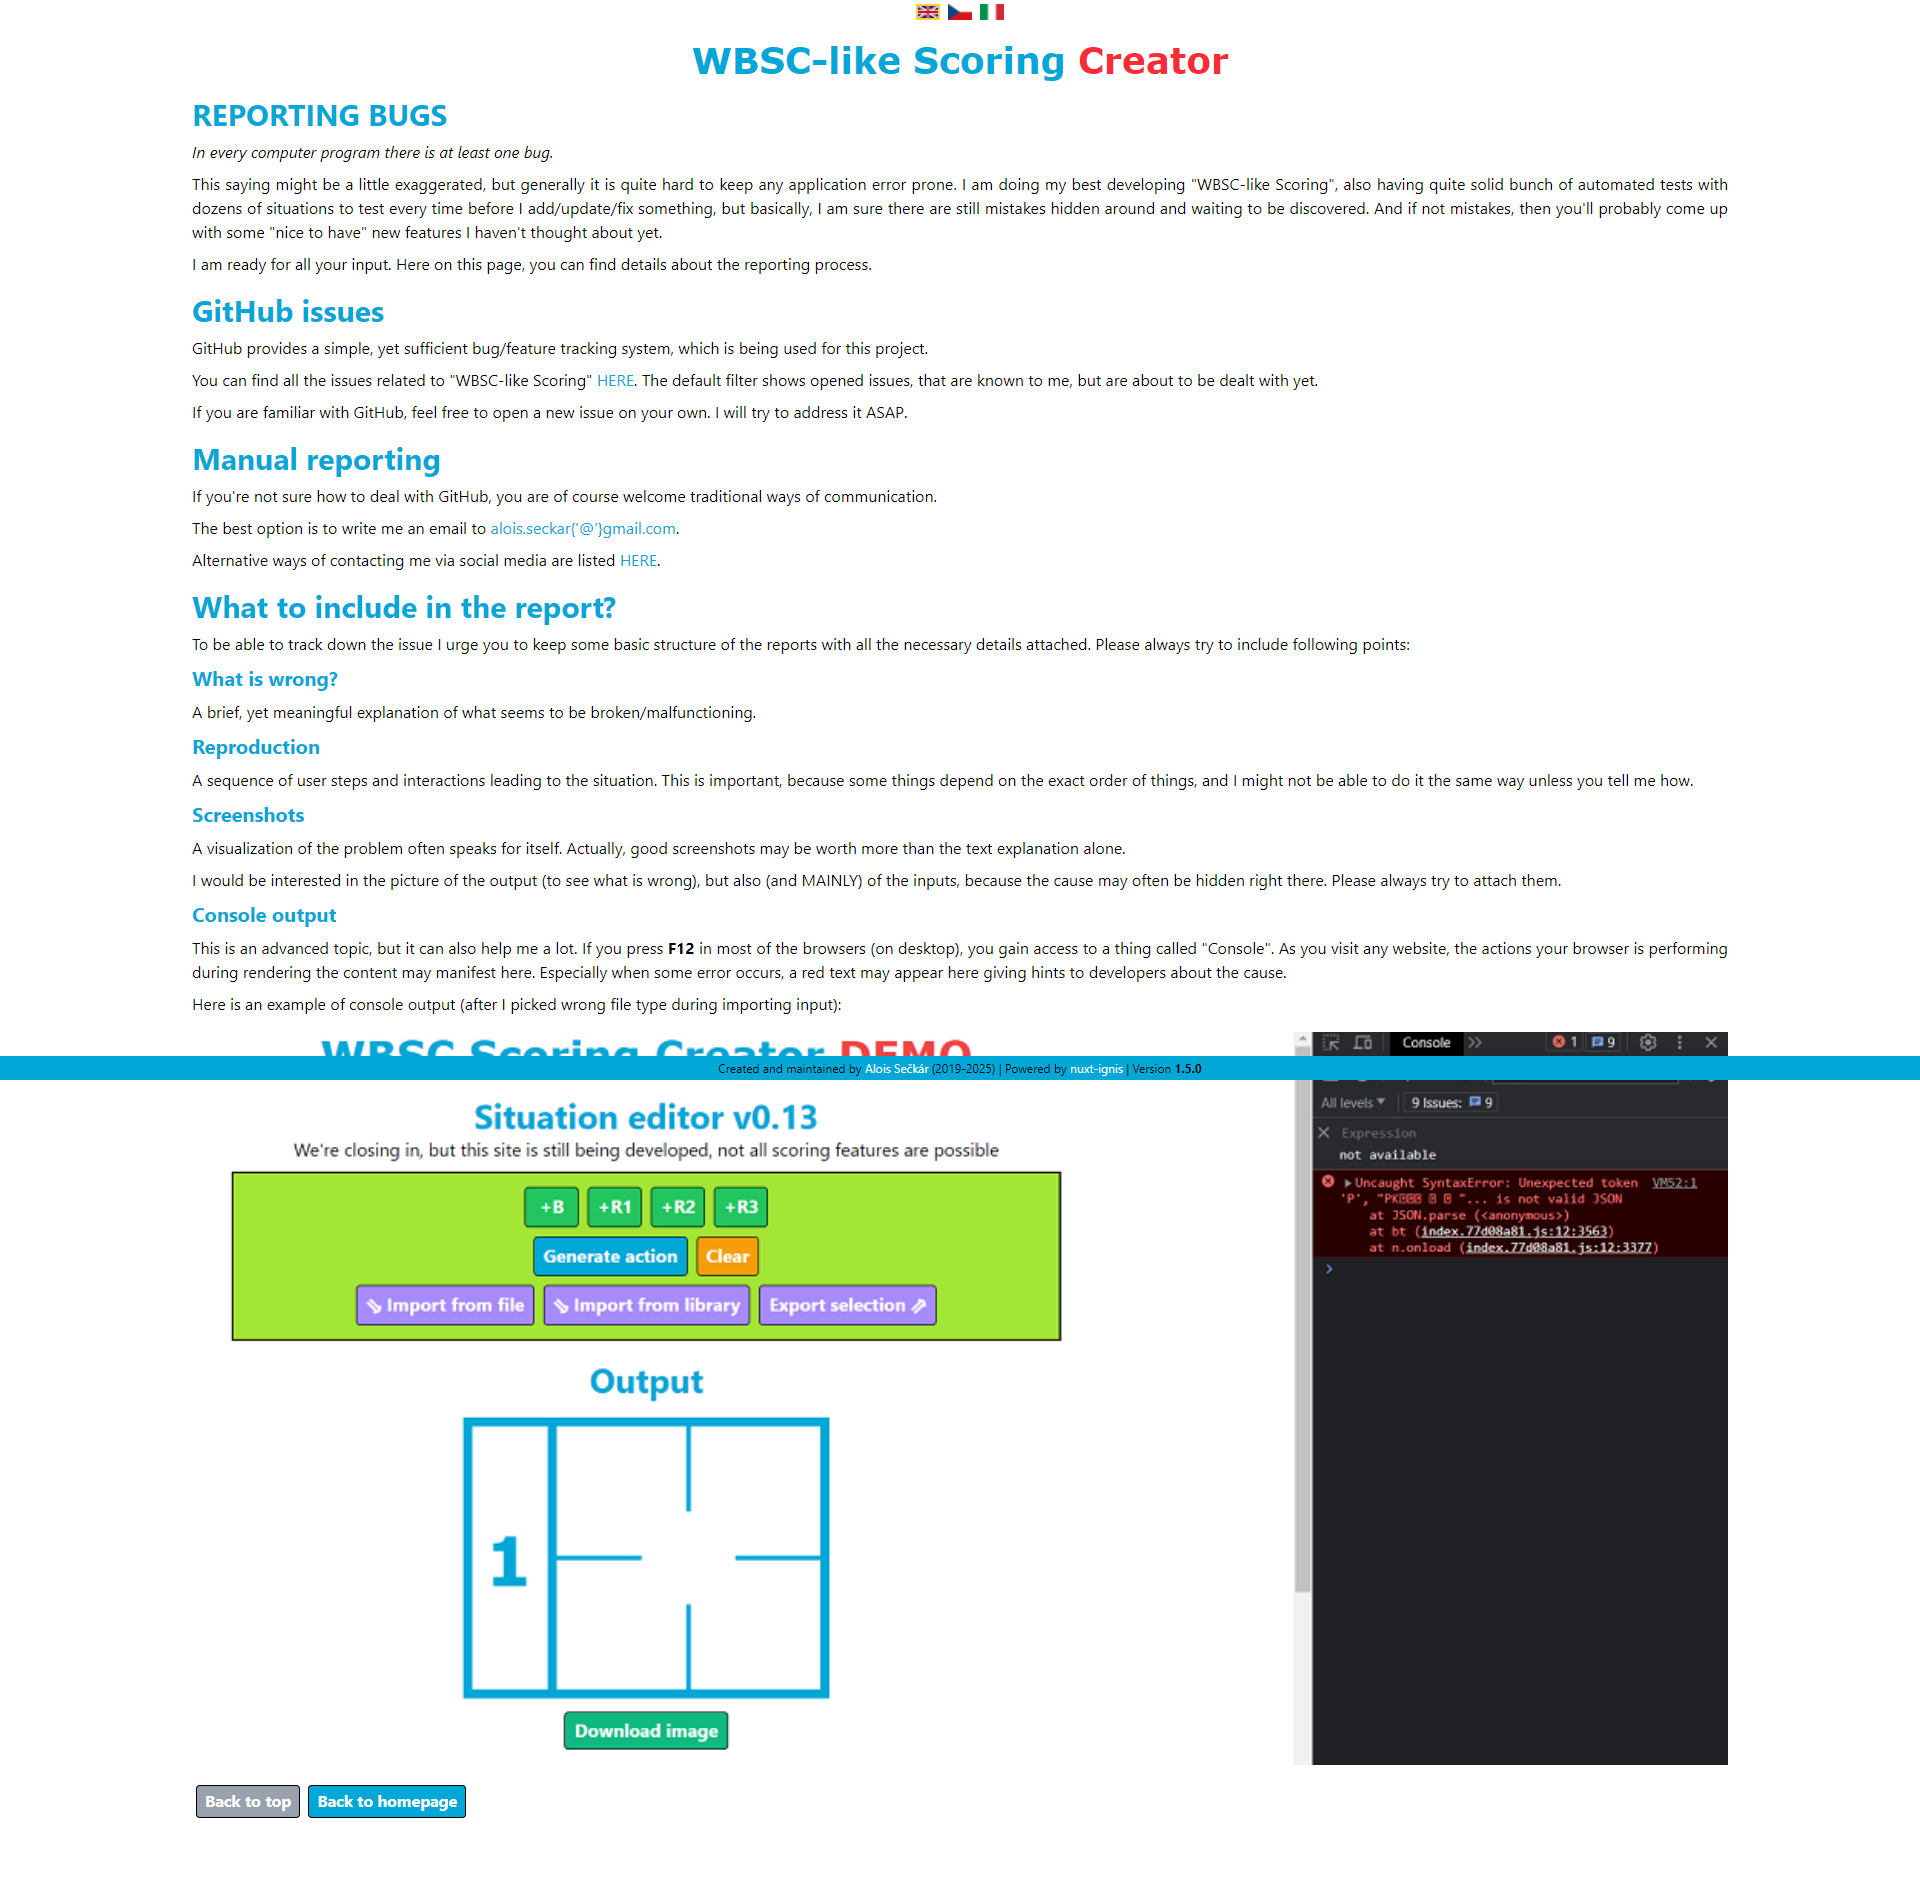 WBSC-like Scoring Creator
REPORTING BUGS
In every computer program there is at least one bug.
This saying might be a little exaggerated, but generally it is quite hard to keep any application error prone. I am doing my best developing "WBSC-like Scoring", also having quite solid bunch of automated tests with
dozens of situations to test every time before I add/update/fix something, but basically, I am sure there are still mistakes hidden around and waiting to be discovered. And if not mistakes, then you'll probably come up
with some "nice to have" new features I haven't thought about yet.
I am ready for all your input. Here on this page, you can find details about the reporting process.
GitHub issues
GitHub provides a simple, yet sufficient bug/feature tracking system, which is being used for this project.
You can find all the issues related to "WBSC-like Scoring" HERE. The default filter shows opened issues, that are known to me, but are about to be dealt with yet.
If you are familiar with GitHub, feel free to open a new issue on your own. I will try to address it ASAP.
Manual reporting
If you're not sure how to deal with GitHub, you are of course welcome traditional ways of communication.
The best option is to write me an email to alois.seckar{'@'}gmail.com.
Alternative ways of contacting me via social media are listed HERE.
What to include in the report?
To be able to track down the issue I urge you to keep some basic structure of the reports with all the necessary details attached. Please always try to include following points:
What is wrong?
A brief, yet meaningful explanation of what seems to be broken/malfunctioning.
Reproduction
A sequence of user steps and interactions leading to the situation. This is important, because some things depend on the exact order of things, and I might not be able to do it the same way unless you tell me how.
Screenshots
A visualization of the problem often speaks for itself. Actually, good screenshots may be worth more than the text explanation alone.
I would be interested in the picture of the output (to see what is wrong), but also (and MAINLY) of the inputs, because the cause may often be hidden right there. Please always try to attach them.
Console output
This is an advanced topic, but it can also help me a lot. If you press F12 in most of the browsers (on desktop), you gain access to a thing called "Console". As you visit any website, the actions your browser is performing
during rendering the content may manifest here. Especially when some error occurs, a red text may appear here giving hints to developers about the cause.
Here is an example of console output (after I picked wrong file type during importing input):
WBSC Scoring Creator DEMO
Console 1 9
Created and maintained by Alois Sečkár (2019-2025) | Powered by nuxt-ignis | Version 1.5.0
Situation editor v0.13
We're closing in, but this site is still being developed, not all scoring features are possible
+B +R1 +R2 +R3
Generate action Clear
Import from file Import from library Export selection
Output
1
Download image
All levels 9 Issues: 9
Expression
not available
Uncaught SyntaxError: Unexpected token VM52:1
'P', "PK "... is not valid JSON
at JSON.parse (<anonymous>)
at bt (index.77d08a81.js:12:3563)
at n.onload (index.77d08a81.js:12:3377)
Back to top Back to homepage